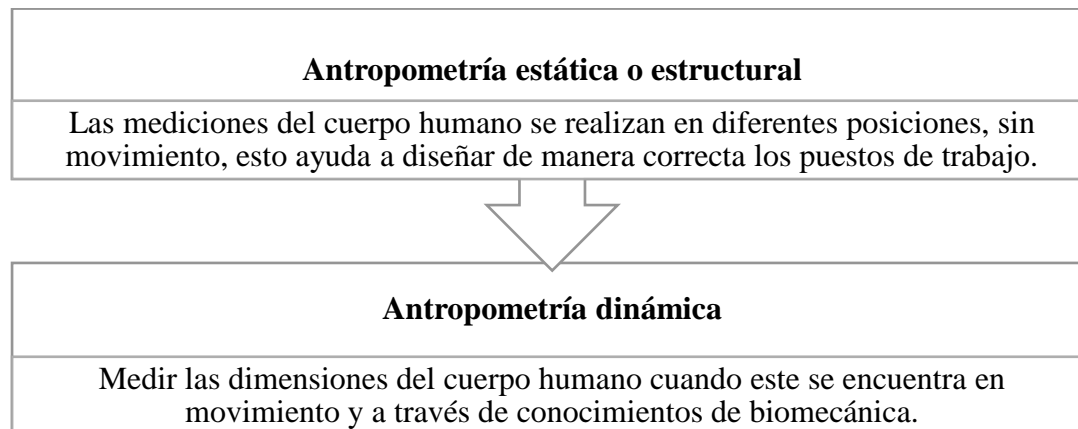 Antropometría estática o estructural
Las mediciones del cuerpo humano se realizan en diferentes posiciones, sin
movimiento, esto ayuda a diseñar de manera correcta los puestos de trabajo.
Antropometría dinámica
Medir las dimensiones del cuerpo humano cuando este se encuentra en
movimiento y a través de conocimientos de biomecánica.